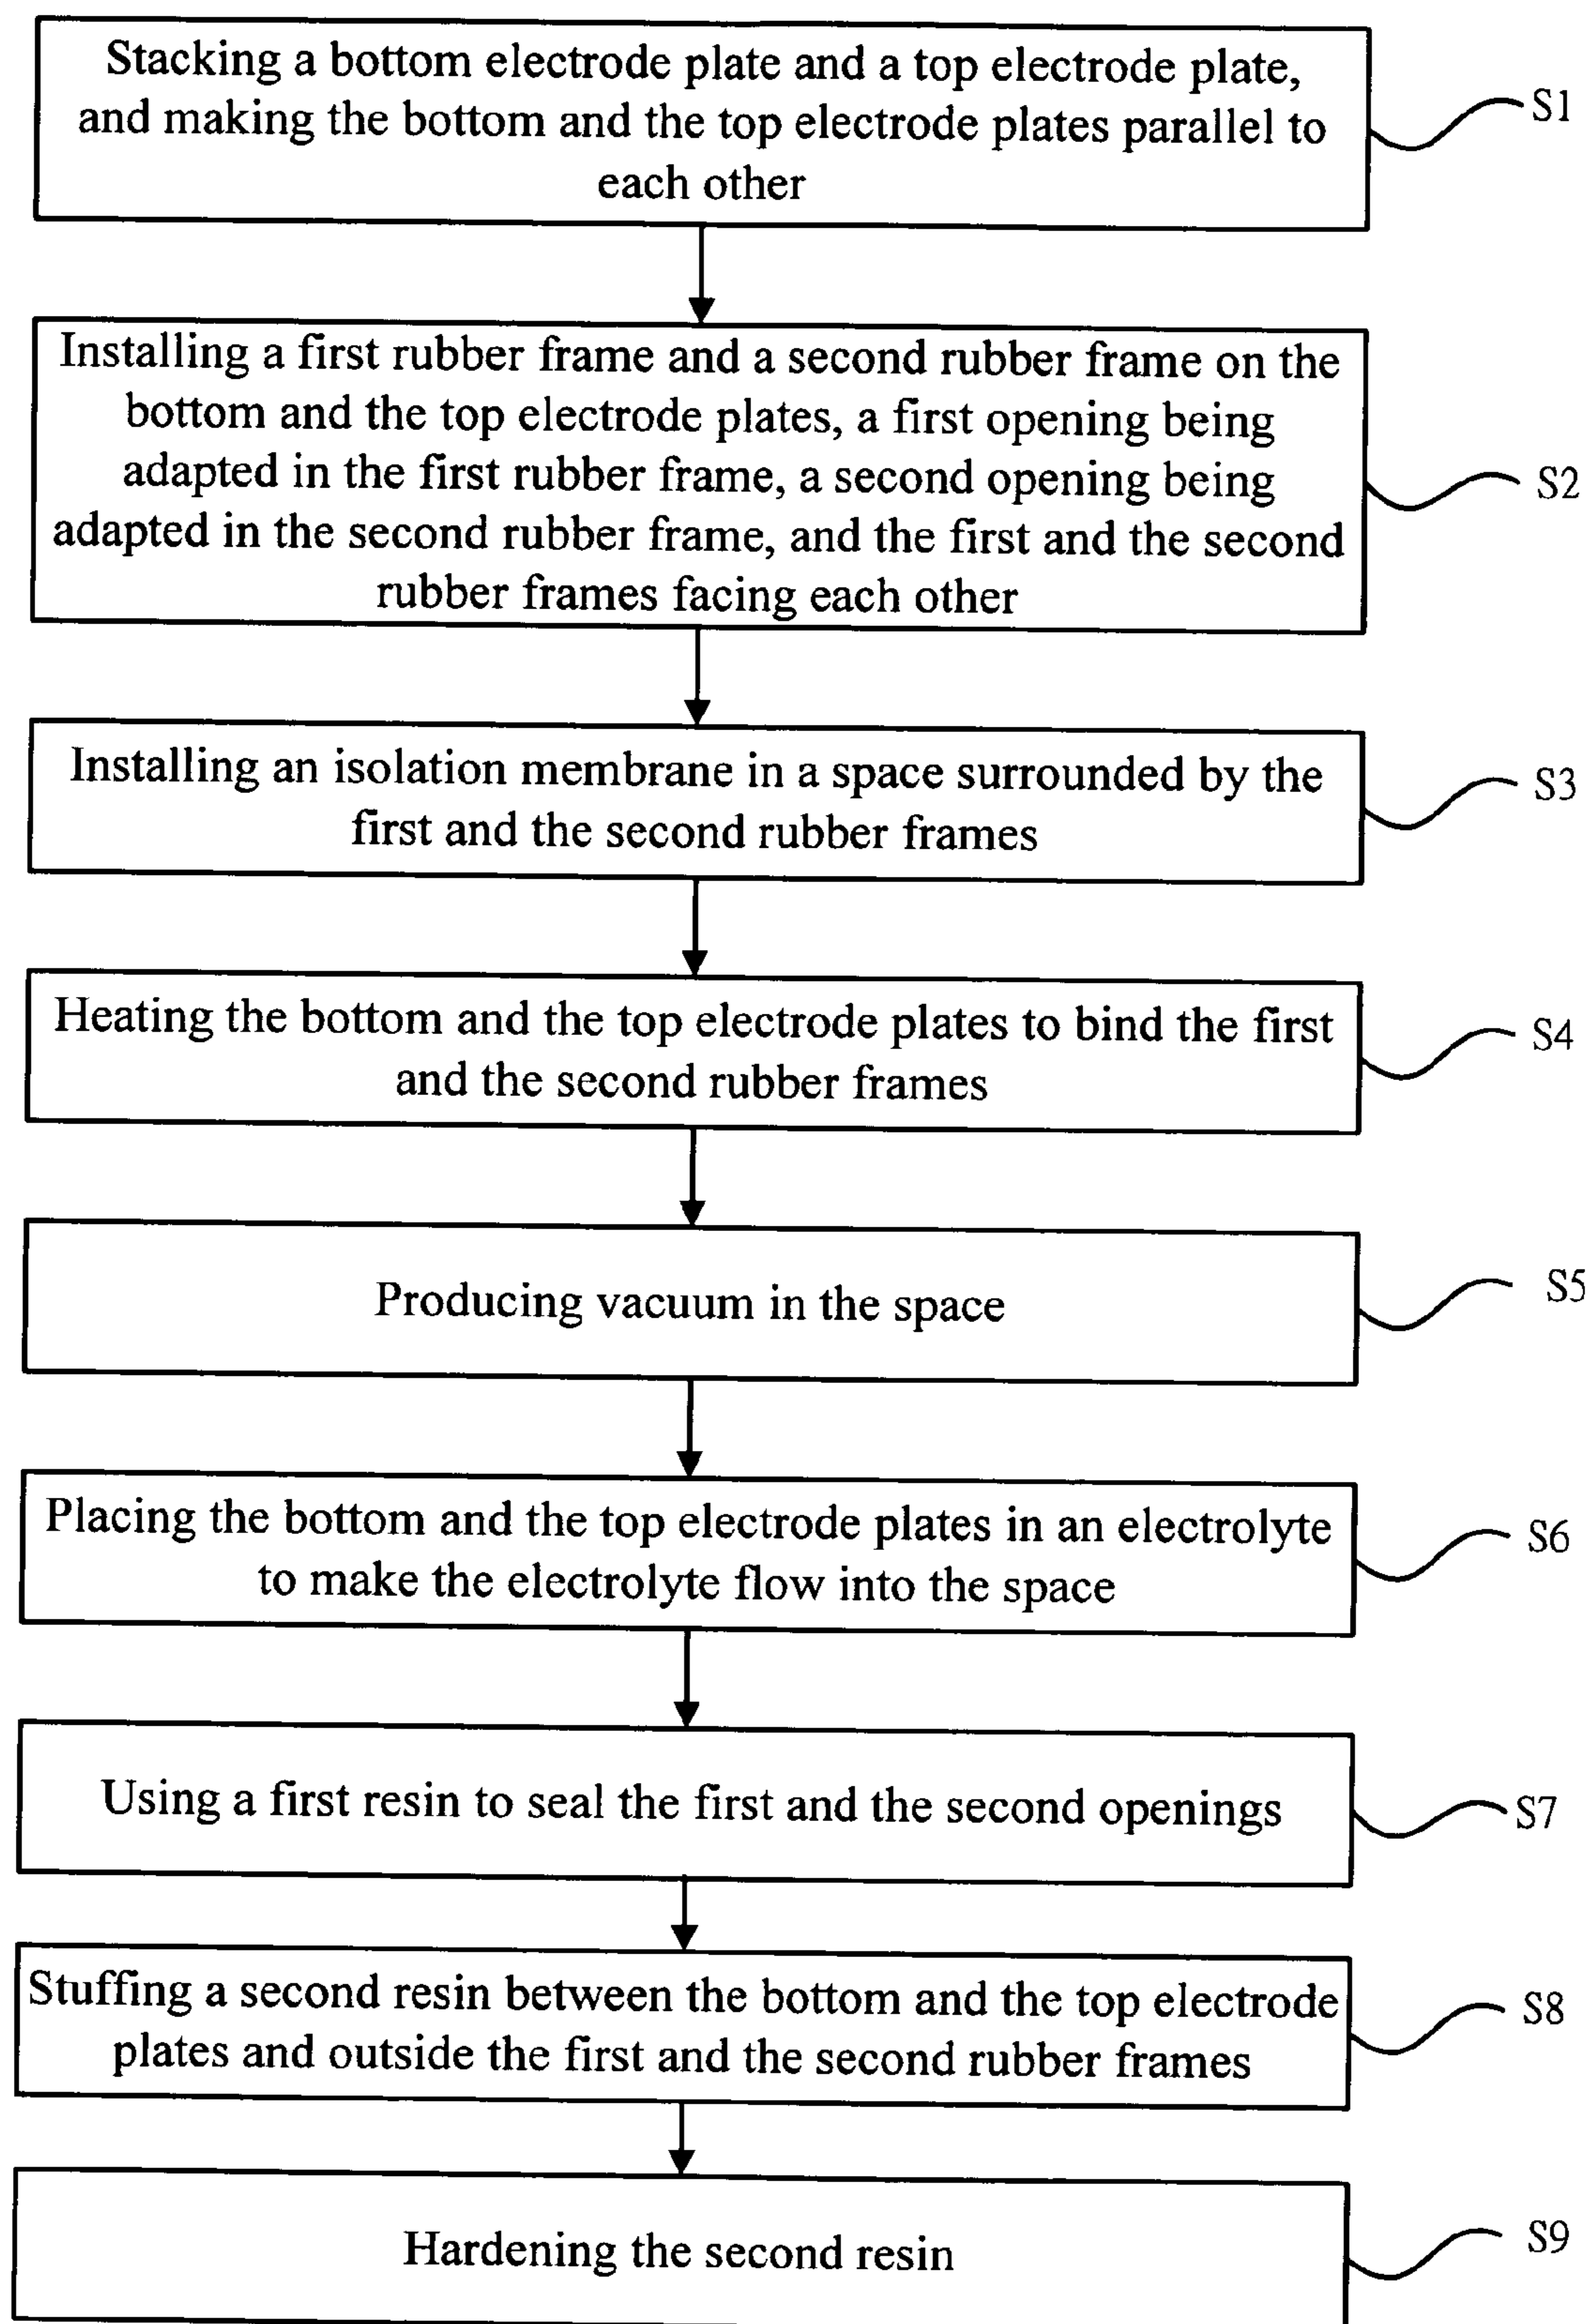 Stacking a bottom electrode plate and a top electrode plate,
and making the bottom and the top electrode plates parallel to
each other
S1
Installing a first rubber frame and a second rubber frame on the
bottom and the top electrode plates, a first opening being
adapted in the first rubber frame, a second opening being
adapted in the second rubber frame, and the first and the second
rubber frames facing each other
S2
Installing an isolation membrane in a space surrounded by the
first and the second rubber frames
S3
Heating the bottom and the top electrode plates to bind the first
and the second rubber frames
S4
Producing vacuum in the space
S5
Placing the bottom and the top electrode plates in an electrolyte
to make the electrolyte flow into the space
S6
Using a first resin to seal the first and the second openings
S7
Stuffing a second resin between the bottom and the top electrode
plates and outside the first and the second rubber frames
S8
Hardening the second resin
S9